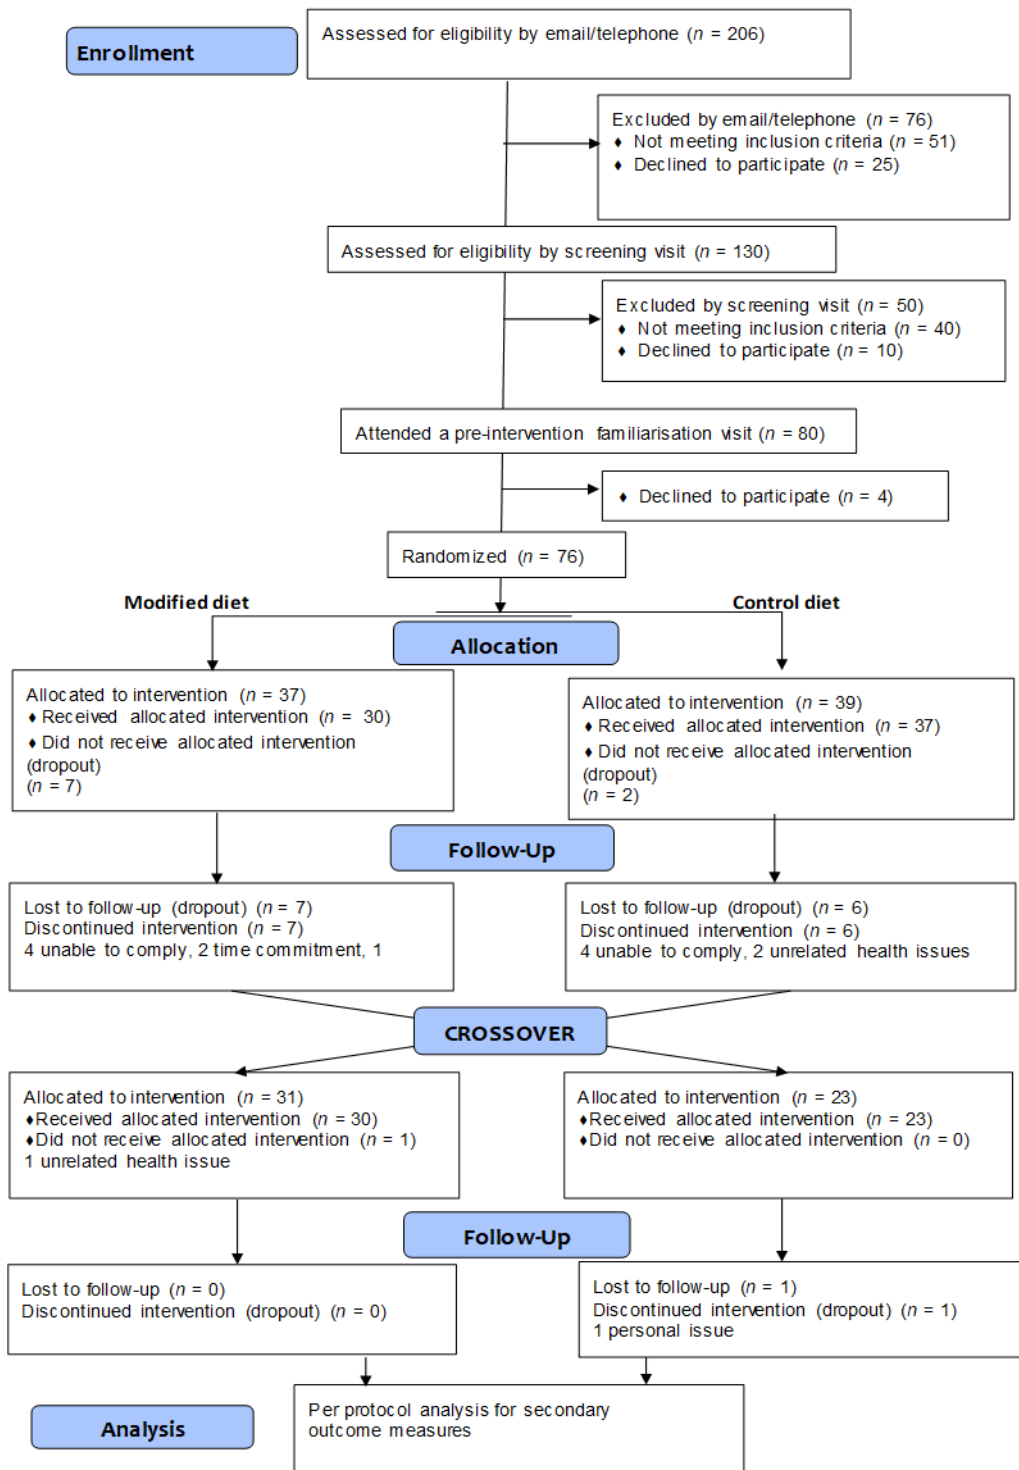 Enrollment
Assessed for eligibility by email/telephone (n = 206)
Excluded by email/telephone (n = 76)
♦ Not meeting inclusion criteria (n = 51)
♦ Declined to participate (n = 25)
Assessed for eligibility by screening visit (n = 130)
Excluded by screening visit (n = 50)
♦ Not meeting inclusion criteria (n = 40)
♦ Declined to participate (n = 10)
Attended a pre-intervention familiarisation visit (n = 80)
♦ Declined to participate (n = 4)
Randomized (n = 76)
Modified diet
Control diet
Allocation
Allocated to intervention (n = 37)
♦ Received allocated intervention (n = 30)
♦ Did not receive allocated intervention
(dropout)
(n = 7)
Allocated to intervention (n = 39)
♦ Received allocated intervention (n = 37)
♦ Did not receive allocated intervention
(dropout)
(n = 2)
Follow-Up
Lost to follow-up (dropout) (n = 7)
Discontinued intervention (n = 7)
4 unable to comply, 2 time commitment, 1
Lost to follow-up (dropout) (n = 6)
Discontinued intervention (n = 6)
4 unable to comply, 2 unrelated health issues
CROSSOVER
Allocated to intervention (n = 31)
♦Received allocated intervention (n = 30)
♦Did not receive allocated intervention (n = 1)
1 unrelated health issue
Allocated to intervention (n = 23)
♦Received allocated intervention (n = 23)
♦Did not receive allocated intervention (n = 0)
Follow-Up
Lost to follow-up (n = 0)
Discontinued intervention (dropout) (n = 0)
Lost to follow-up (n = 1)
Discontinued intervention (dropout) (n = 1)
1 personal issue
Analysis
Per protocol analysis for secondary
outcome measures